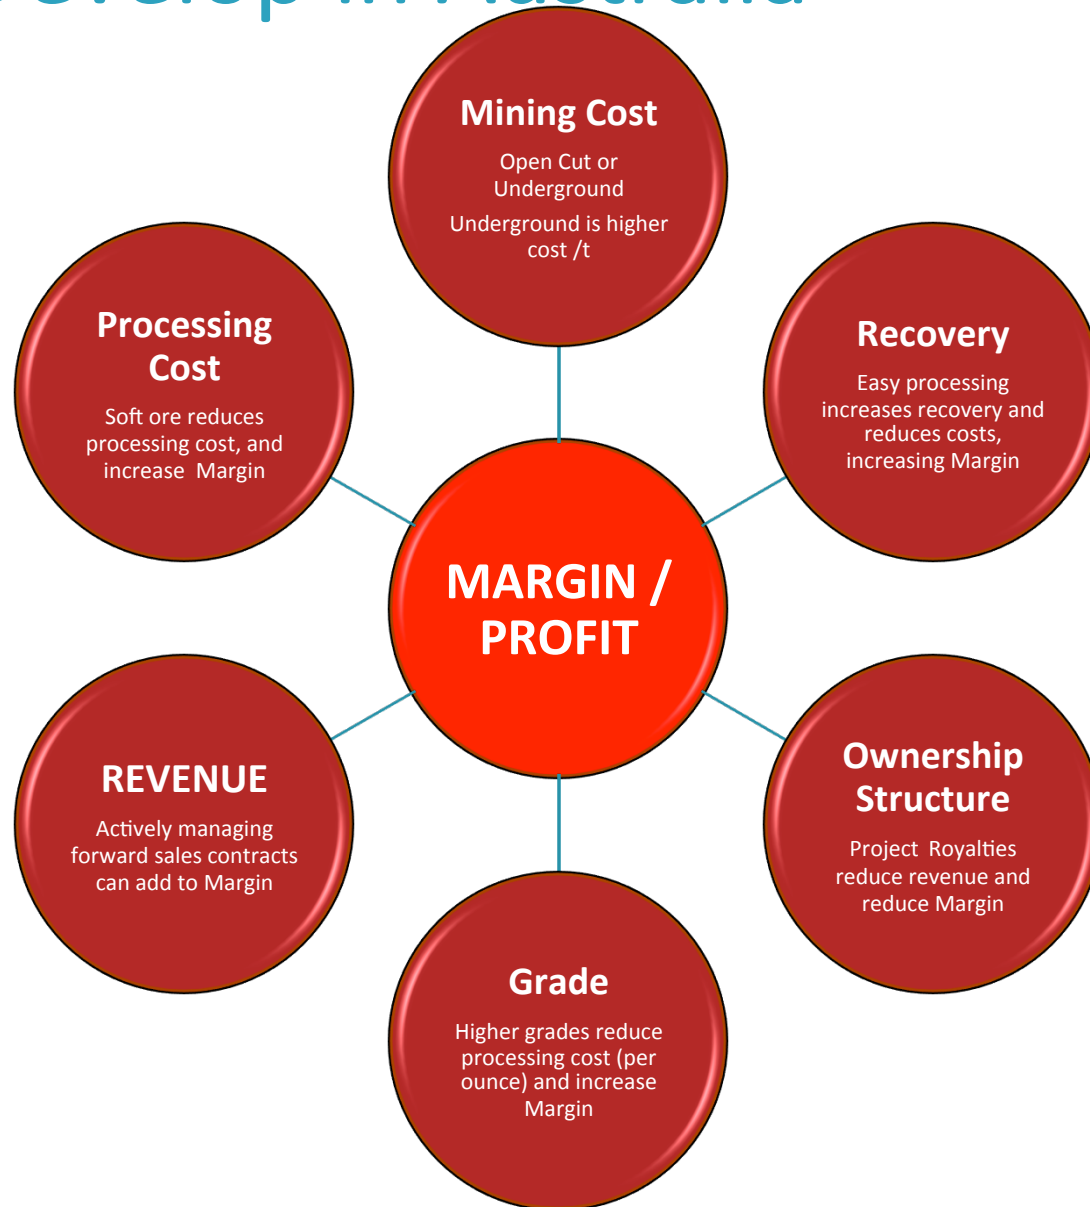 evelop in Australia
Mining Cost
Open Cut or
Underground
Underground is higher
cost /t
Recovery
Easy processing
increases recovery and
reduces costs,
increasing Margin
Ownership
Structure
Project Royalties
reduce revenue and
reduce Margin
Grade
Higher grades reduce
processing cost (per
ounce) and increase
Margin
REVENUE
Actively managing
forward sales contracts
can add to Margin
Processing
Cost
Soft ore reduces
processing cost, and
increase Margin
MARGIN /
PROFIT